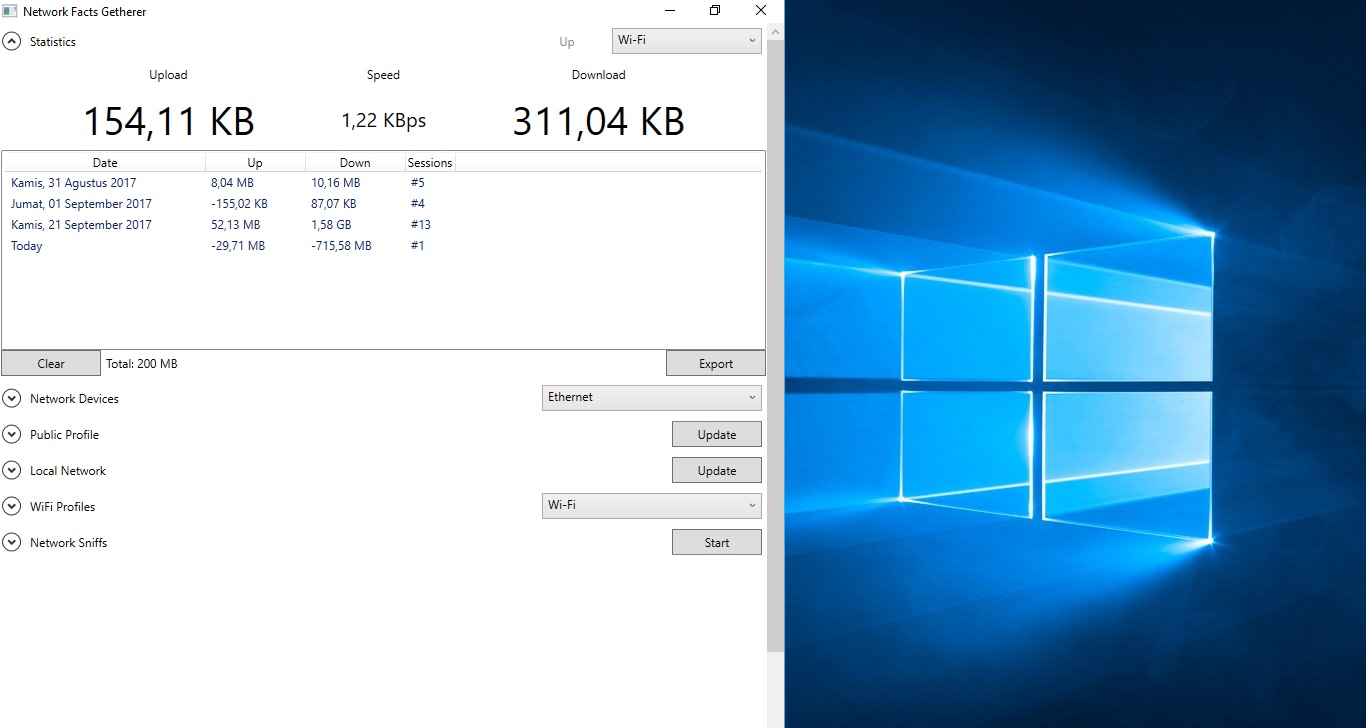 Network Facts Getherer
Statistics Up Wi-Fi
Upload Speed Download
154,11 KB 1,22 KBps 311,04 KB
Date Up Down Sessions
Kamis, 31 Agustus 2017 8,04 MB 10,16 MB #5
Jumat, 01 September 2017 -155,02 KB 87,07 KB #4
Kamis, 21 September 2017 52,13 MB 1,58 GB #13
Today -29,71 MB -715,58 MB #1
Clear Total: 200 MB Export
Network Devices Ethernet
Public Profile Update
Local Network Update
WiFi Profiles Wi-Fi
Network Sniffs Start